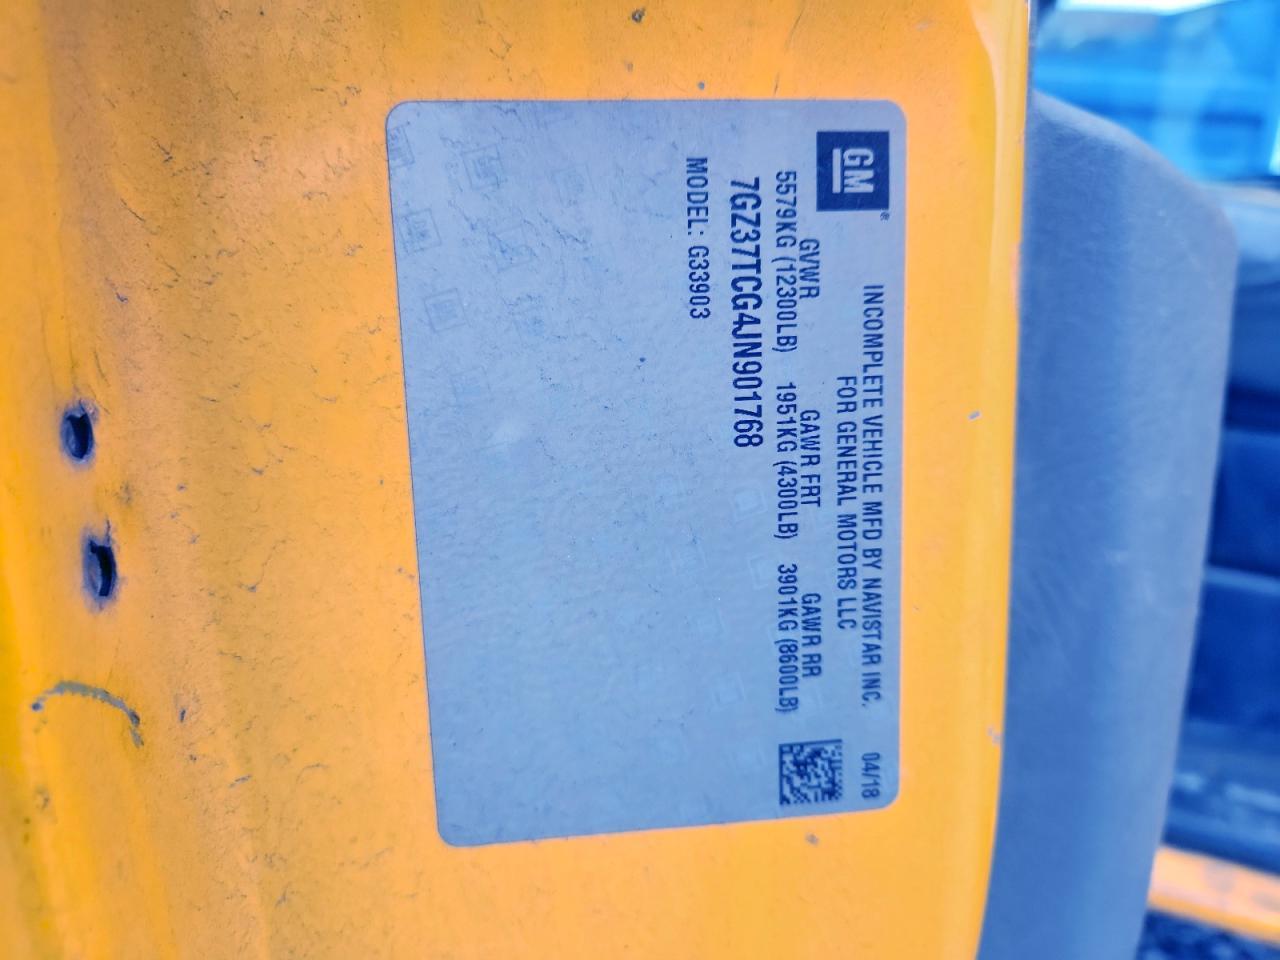 GM®
INCOMPLETE VEHICLE MFD BY NAVISTAR INC. 04/18
FOR GENERAL MOTORS LLC
GVWR GAWR FRT GAWR RR
5579KG (12300LB) 1951KG (4300LB) 3901KG (8600LB)
7GZ37TCG4JN901768
MODEL: G33903